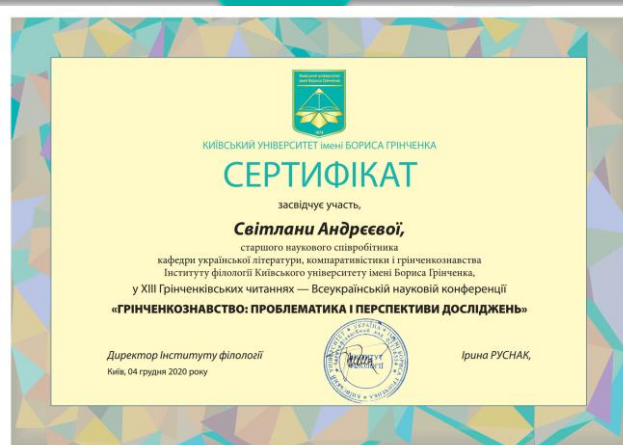 КИЇВСЬКИЙ УНІВЕРСИТЕТ імені БОРИСА ГРІНЧЕНКА
СЕРТИФІКАТ
засвідчує участь,
Світлани Андрєєвої,
старшого наукового співробітника
кафедри української літератури, компаративістики і грінченкознавства
Інституту філології Київського університету імені Бориса Грінченка,
у XIII Грінченківських читаннях — Всеукраїнській науковій конференції
«ГРІНЧЕНКОЗНАВСТВО: ПРОБЛЕМАТИКА І ПЕРСПЕКТИВИ ДОСЛІДЖЕНЬ»
Директор Інституту філології
Ірина РУСНАК,
Київ, 04 грудня 2020 року